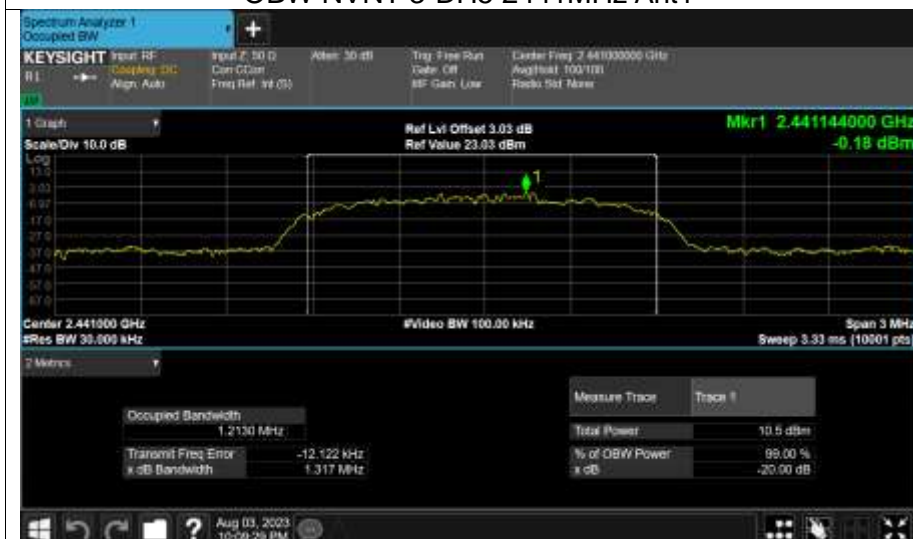 OBW NVNT 3-DH5 2441MHz Ant1
Spectrum Analyzer 1
Occupied BW
+
KEYSIGHT Input: RF
R L
Coupling: DC
Align: Auto
Input Z: 50 Ω
Corr CCorr
Freq Ref: Int (S)
Atten: 30 dB
Trig: Free Run
Gate: Off
#IF Gain: Low
Center Freq: 2.441000000 GHz
Avg|Hold: 100/100
Radio Std: None
1 Graph
Scale/Div 10.0 dB
Ref Lvl Offset 3.03 dB
Ref Value 23.03 dBm
Mkr1 2.441144000 GHz
-0.18 dBm
Log
13.0
3.03
-6.97
-17.0
-27.0
-37.0
-47.0
-57.0
-67.0
1
Center 2.441000 GHz
#Res BW 30.000 kHz
#Video BW 100.00 kHz
Span 3 MHz
Sweep 3.33 ms (10001 pts)
2 Metrics
Occupied Bandwidth
1.2130 MHz
Transmit Freq Error -12.122 kHz
x dB Bandwidth 1.317 MHz
Measure Trace Trace 1
Total Power 10.5 dBm
% of OBW Power 99.00 %
x dB -20.00 dB
?
Aug 03, 2023
10:09:29 PM